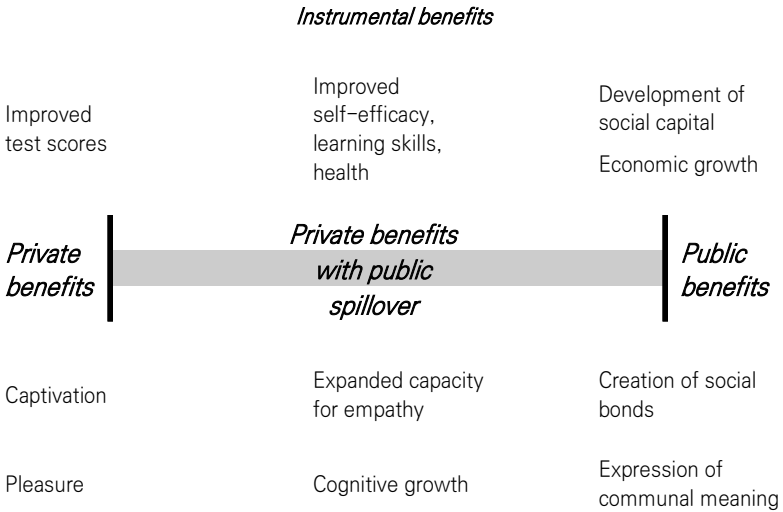 Instrumental benefits
Improved
test scores
Improved
self-efficacy,
learning skills,
health
Development of
social capital
Economic growth
Private
benefits
Private benefits
with public
spillover
Public
benefits
Captivation
Expanded capacity
for empathy
Creation of social
bonds
Pleasure
Cognitive growth
Expression of
communal meaning